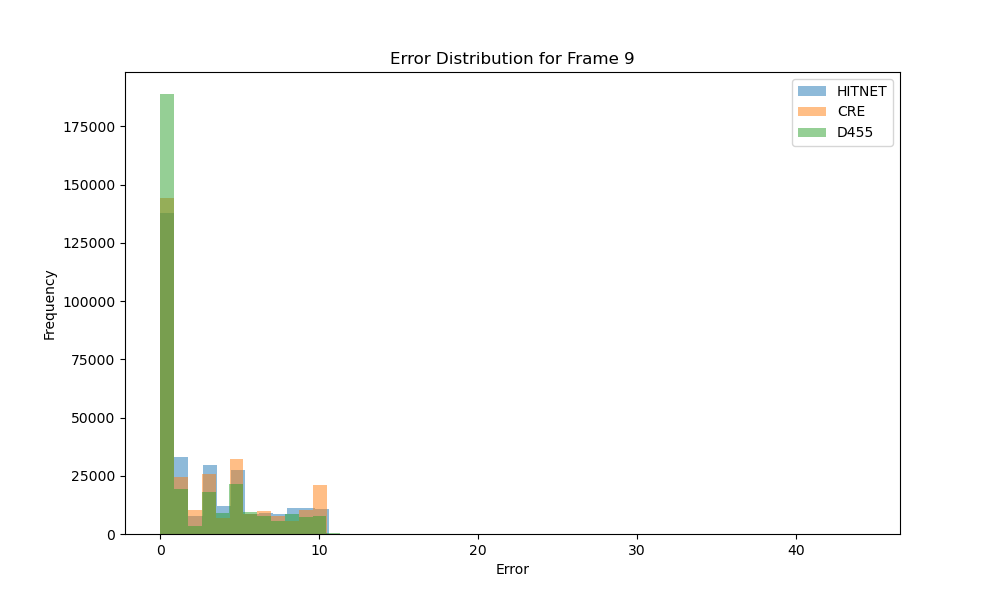 Error Distribution for Frame 9
HITNET
CRE
D455
175000
150000
125000
100000
75000
50000
25000
0
Frequency
0 10 20 30 40
Error